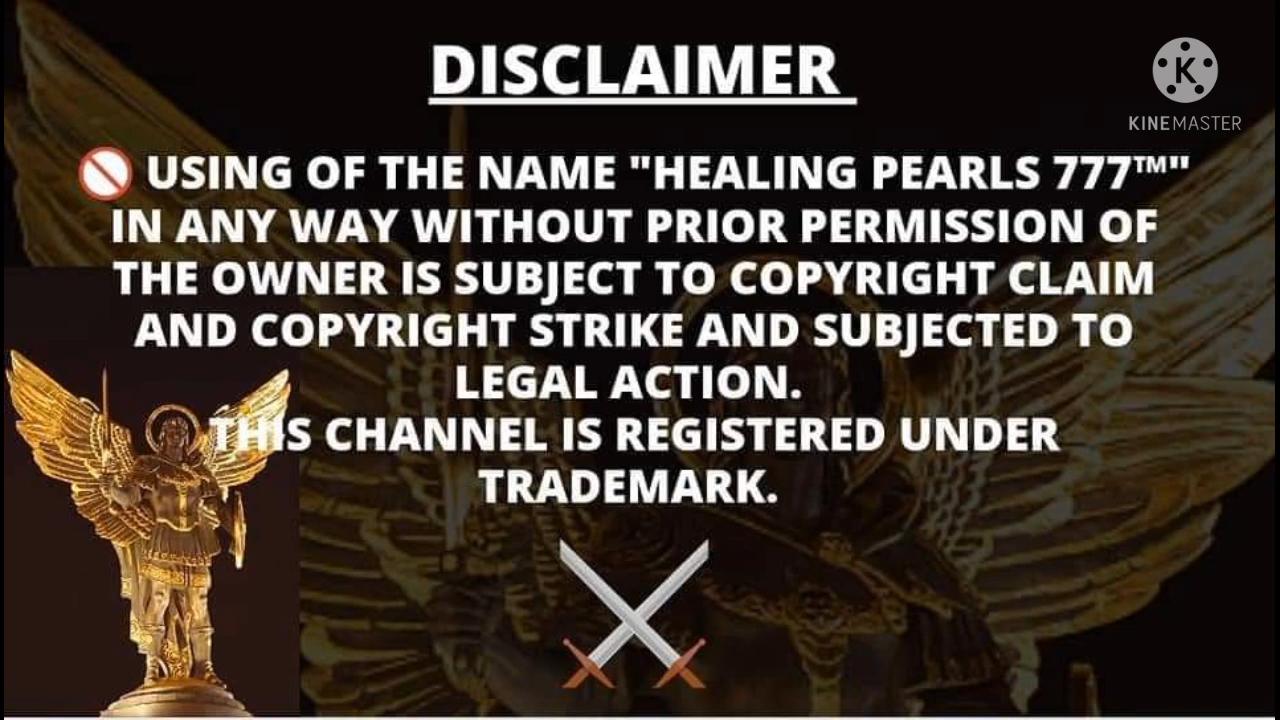 DISCLAIMER
KINEMASTER
🚫 USING OF THE NAME "HEALING PEARLS 777™"
IN ANY WAY WITHOUT PRIOR PERMISSION OF
THE OWNER IS SUBJECT TO COPYRIGHT CLAIM
AND COPYRIGHT STRIKE AND SUBJECTED TO
LEGAL ACTION.
THIS CHANNEL IS REGISTERED UNDER
TRADEMARK.